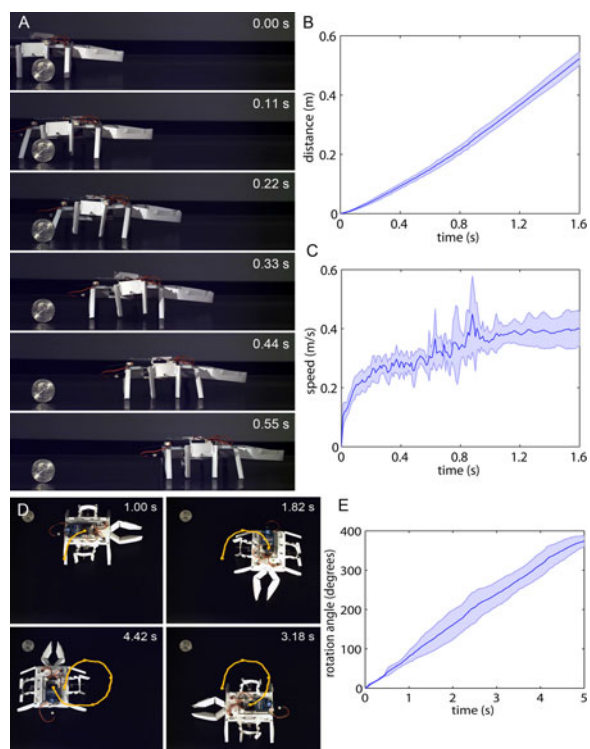 A
0.00 s
0.11 s
0.22 s
0.33 s
0.44 s
0.55 s
B
0.6
0.4
0.2
0
distance (m)
0 0.4 0.8 1.2 1.6
time (s)
C
0.6
0.4
0.2
0
speed (m/s)
0 0.4 0.8 1.2 1.6
time (s)
D
1.00 s
1.82 s
4.42 s
3.18 s
E
400
300
200
100
0
rotation angle (degrees)
0 1 2 3 4 5
time (s)